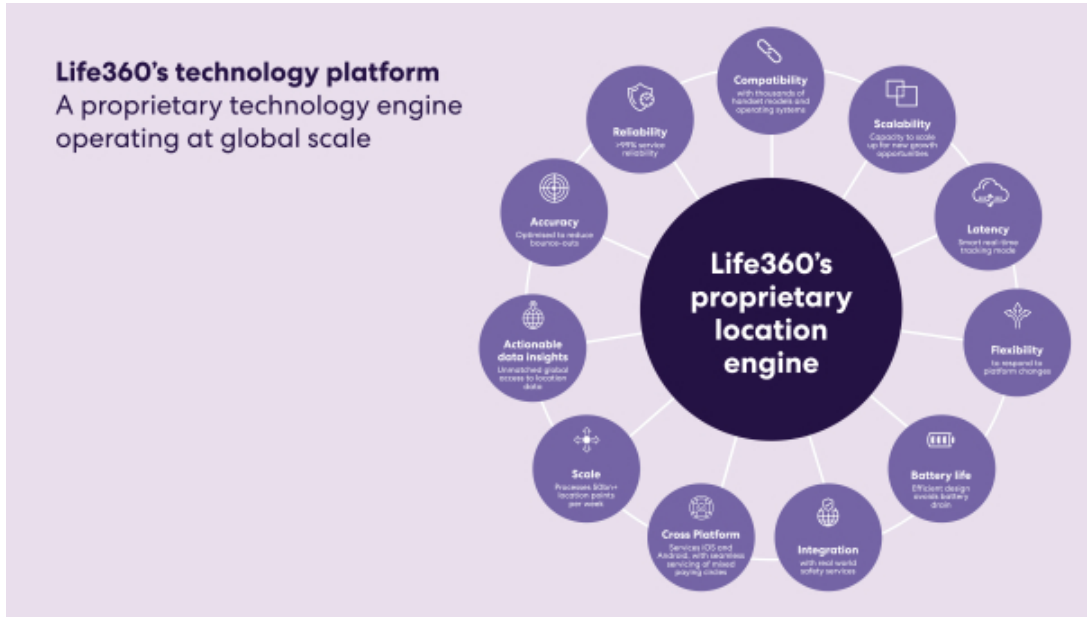 Life360's technology platform
A proprietary technology engine
operating at global scale
Compatibility
with thousands of
handset models and
operating systems
Scalability
Capacity to scale
up for new growth
opportunities
Latency
Smart real-time
tracking mode
Flexibility
to respond to
platform changes
Battery life
Efficient design
avoids battery
drain
Integration
with real world
safety services
Cross Platform
Services iOS and
Android, with seamless
servicing of mixed
paying circles
Scale
Processes 50bn+
location points
per week
Actionable
data insights
Unmatched global
access to location
data
Accuracy
Optimised to reduce
bounce-outs
Reliability
>99% service
reliability
Life360's
proprietary
location
engine